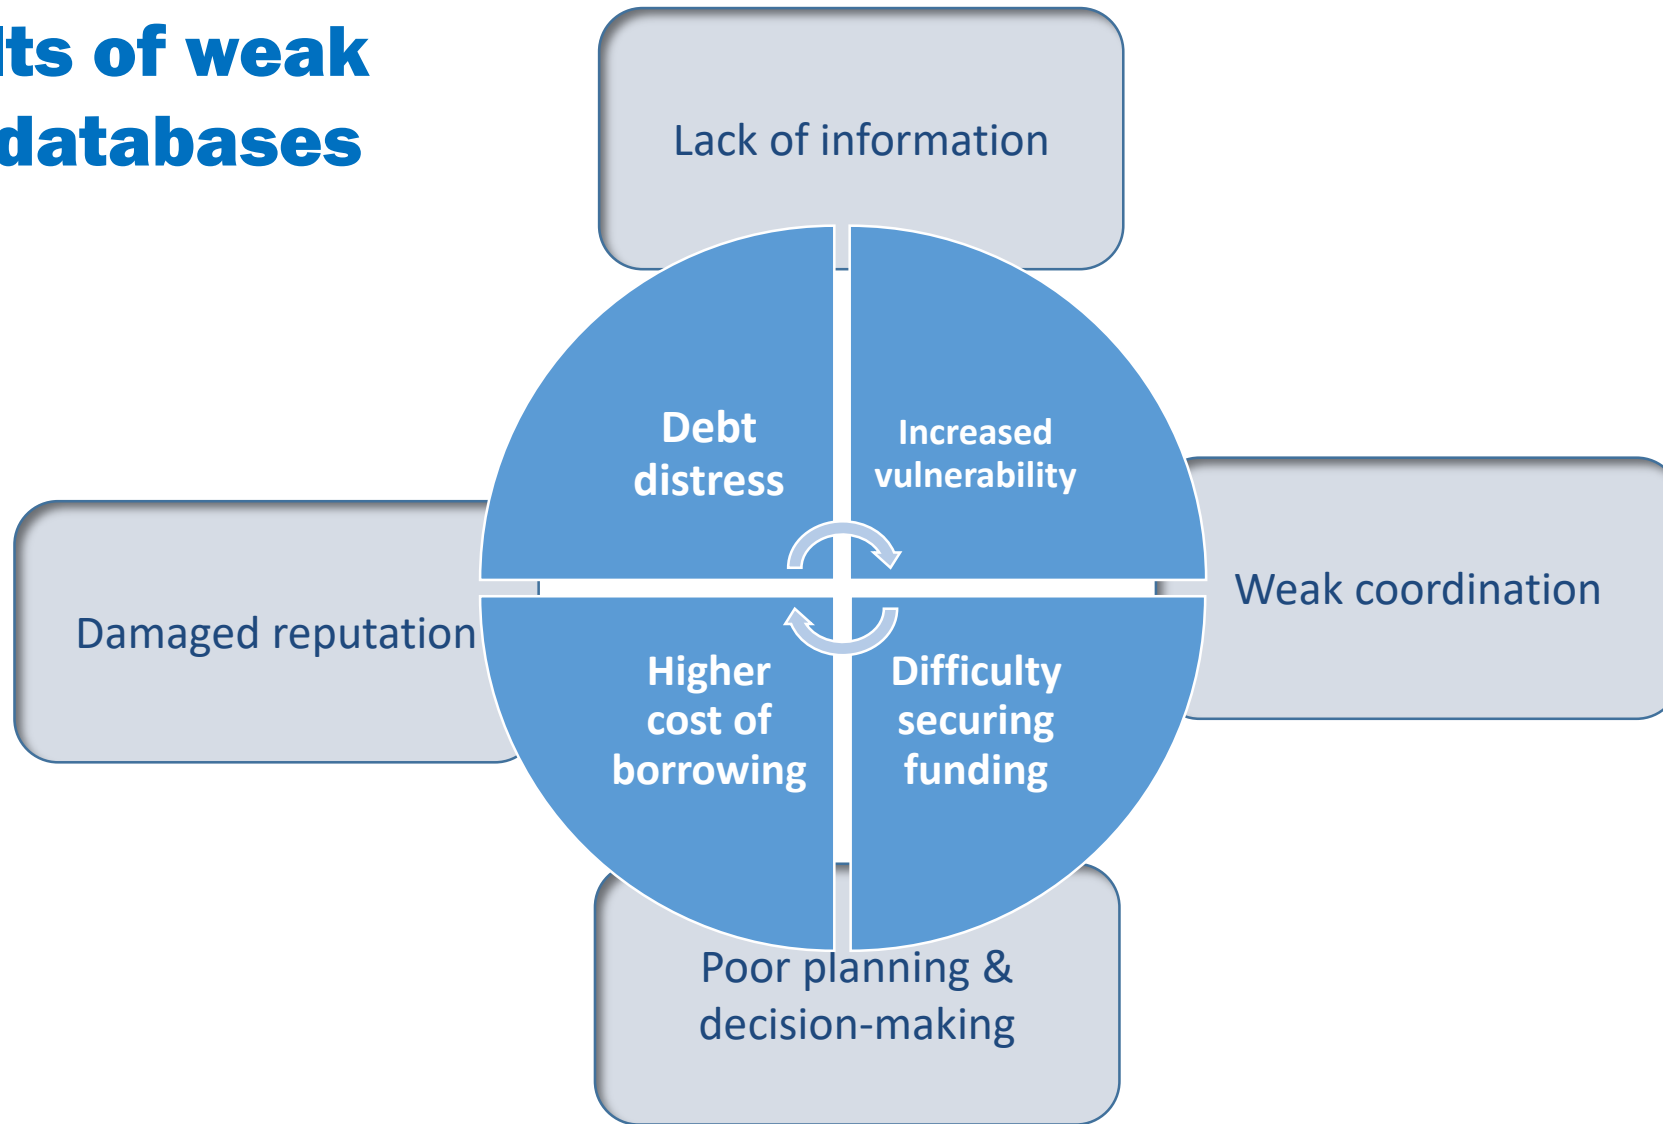 lts of weak
databases
Lack of information
Debt
distress
Increased
vulnerability
Damaged reputation
Weak coordination
Higher
cost of
borrowing
Difficulty
securing
funding
Poor planning &
decision-making